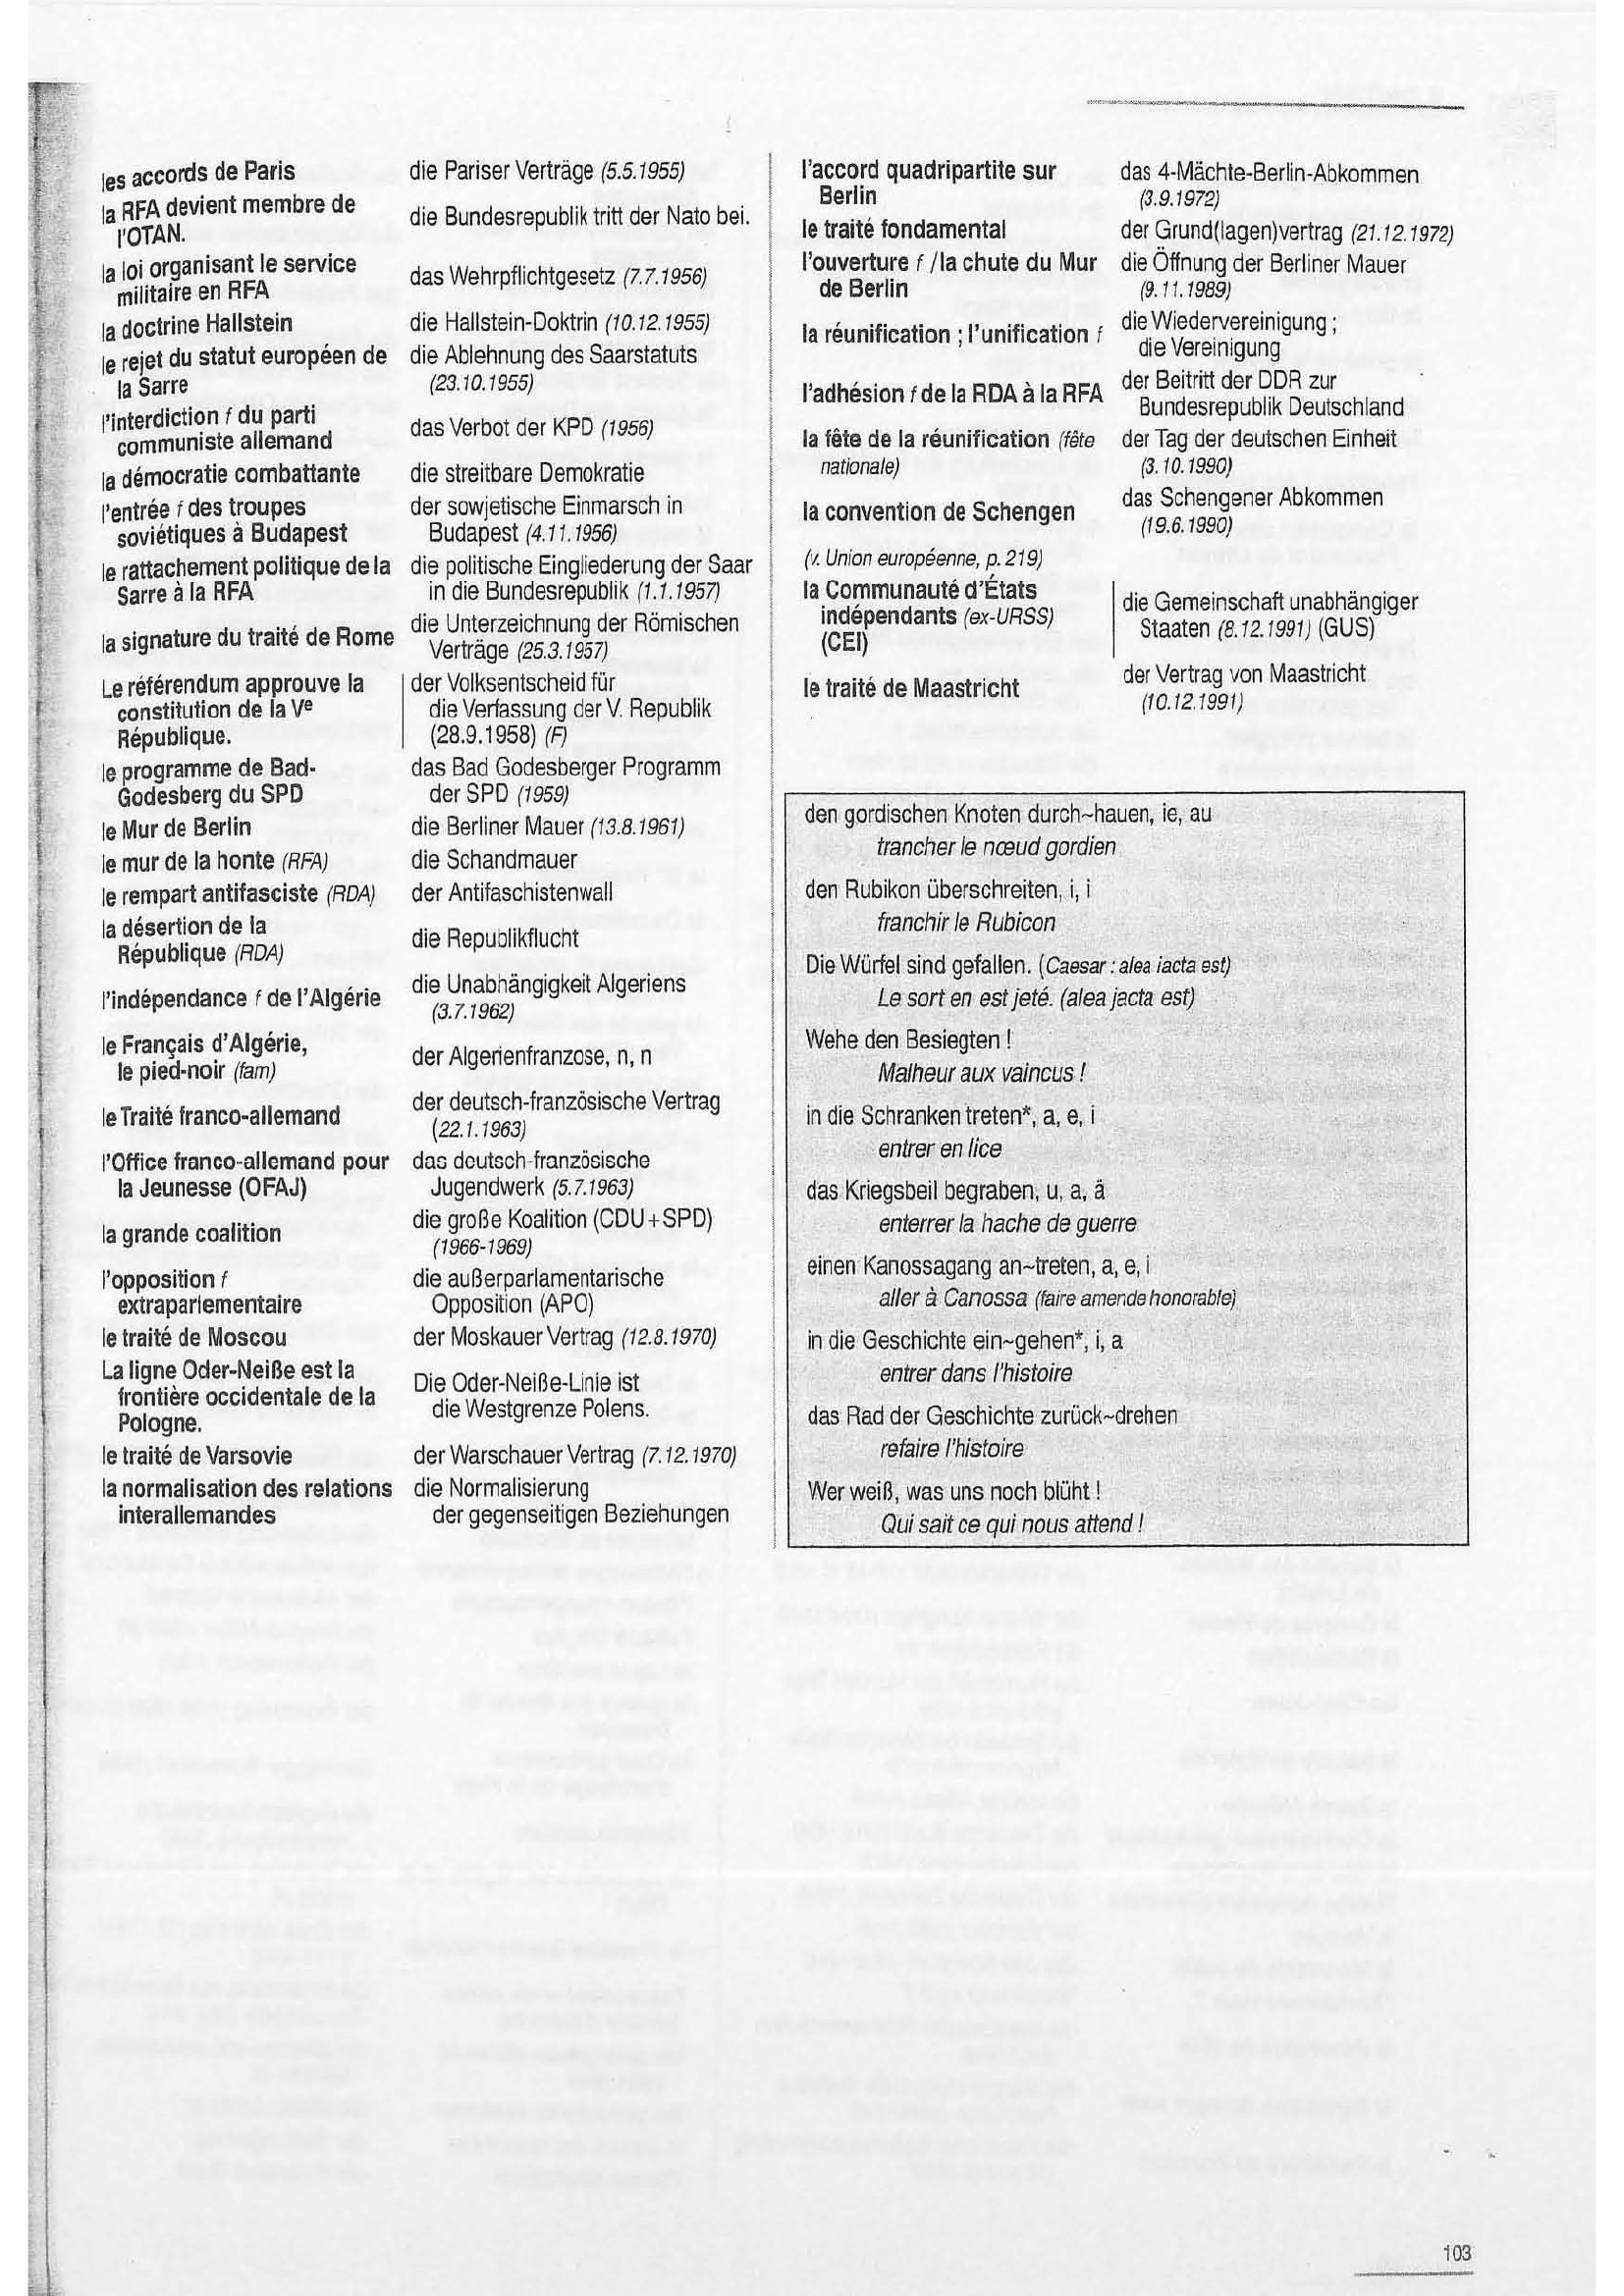 les accords de Paris
die Pariser Verträge (5.5.1955)
la RFA devient membre de
l'OTAN.
die Bundesrepublik tritt der Nato bei.
la loi organisant le service
militaire en RFA
das Wehrpflichtgesetz (7.7.1956)
la doctrine Hallstein
die Hallstein-Doktrin (10.12.1955)
le rejet du statut européen de
la Sarre
die Ablehnung des Saarstatuts
(23.10.1955)
l'interdiction f du parti
communiste allemand
das Verbot der KPD (1956)
la démocratie combattante
die streitbare Demokratie
l'entrée f des troupes
soviétiques à Budapest
der sowjetische Einmarsch in
Budapest (4.11.1956)
le rattachement politique de la
Sarre à la RFA
die politische Eingliederung der Saar
in die Bundesrepublik (1.1.1957)
la signature du traité de Rome
die Unterzeichnung der Römischen
Verträge (25.3.1957)
Le référendum approuve la
constitution de la Ve
République.
der Volksentscheid für
die Verfassung der V. Republik
(28.9.1958) (F)
le programme de Bad-
Godesberg du SPD
das Bad Godesberger Programm
der SPD (1959)
le Mur de Berlin
die Berliner Mauer (13.8.1961)
le mur de la honte (RFA)
die Schandmauer
le rempart antifasciste (RDA)
der Antifaschistenwall
la désertion de la
République (RDA)
die Republikflucht
l'indépendance f de l'Algérie
die Unabhängigkeit Algeriens
(3.7.1962)
le Français d'Algérie,
le pied-noir (fam)
der Algerienfranzose, n, n
le Traité franco-allemand
der deutsch-französische Vertrag
(22.1.1963)
l'Office franco-allemand pour
la Jeunesse (OFAJ)
das deutsch-französische
Jugendwerk (5.7.1963)
la grande coalition
die große Koalition (CDU+SPD)
(1966-1969)
l'opposition f
extraparlementaire
die außerparlamentarische
Opposition (APO)
le traité de Moscou
der Moskauer Vertrag (12.8.1970)
La ligne Oder-Neiße est la
frontière occidentale de la
Pologne.
Die Oder-Neiße-Linie ist
die Westgrenze Polens.
le traité de Varsovie
der Warschauer Vertrag (7.12.1970)
la normalisation des relations
interallemandes
die Normalisierung
der gegenseitigen Beziehungen
l'accord quadripartite sur
Berlin
das 4-Mächte-Berlin-Abkommen
(3.9.1972)
le traité fondamental
der Grund(lagen)vertrag (21.12.1972)
l'ouverture f /la chute du Mur
de Berlin
die Öffnung der Berliner Mauer
(9.11.1989)
la réunification ; l'unification f
die Wiedervereinigung ;
die Vereinigung
l'adhésion f de la RDA à la RFA
der Beitritt der DDR zur
Bundesrepublik Deutschland
la fête de la réunification (fête
nationale)
der Tag der deutschen Einheit
(3.10.1990)
la convention de Schengen
das Schengener Abkommen
(19.6.1990)
(v. Union européenne, p. 219)
la Communauté d'États
indépendants (ex-URSS)
(CEI)
die Gemeinschaft unabhängiger
Staaten (8.12.1991) (GUS)
le traité de Maastricht
der Vertrag von Maastricht
(10.12.1991)
den gordischen Knoten durch~hauen, ie, au
trancher le nœud gordien
den Rubikon überschreiten, i, i
franchir le Rubicon
Die Würfel sind gefallen. (Caesar : alea iacta est)
Le sort en est jeté. (alea jacta est)
Wehe den Besiegten !
Malheur aux vaincus !
in die Schranken treten*, a, e, i
entrer en lice
das Kriegsbeil begraben, u, a, ä
enterrer la hache de guerre
einen Kanossagang an~treten, a, e, i
aller à Canossa (faire amende honorable)
in die Geschichte ein~gehen*, i, a
entrer dans l'histoire
das Rad der Geschichte zurück~drehen
refaire l'histoire
Wer weiß, was uns noch blüht !
Qui sait ce qui nous attend !
103